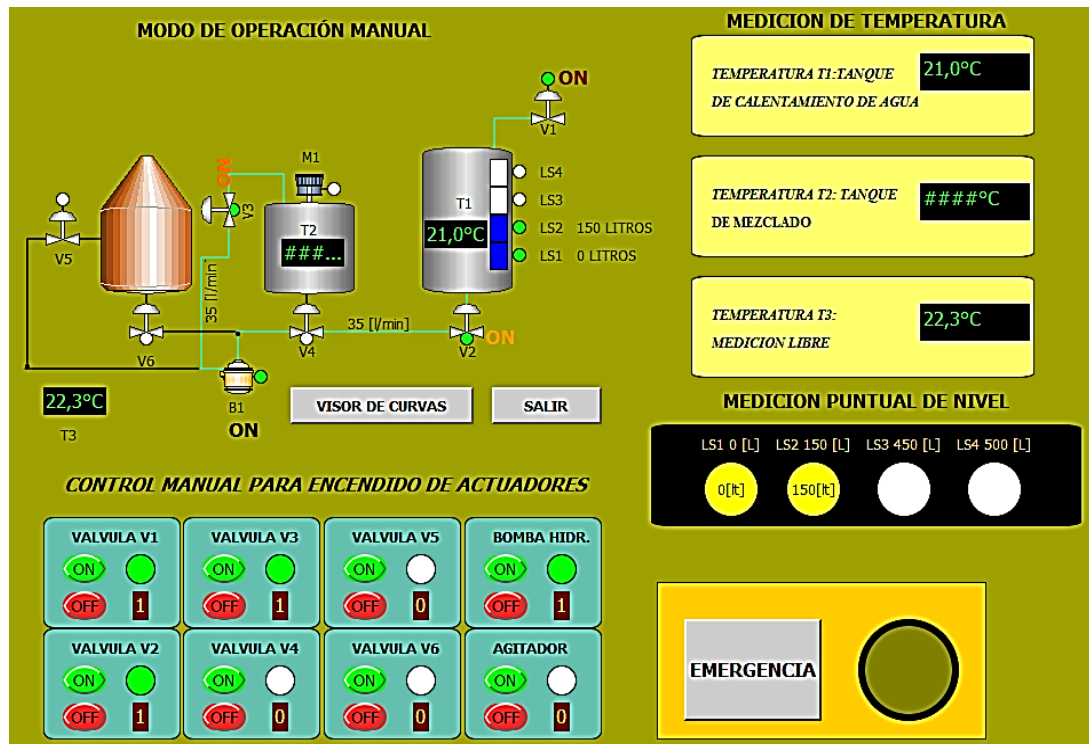 MODO DE OPERACIÓN MANUAL
ON
V1
M1
ON
V3
V5
T2
###...
T1
21,0°C
LS4
LS3
LS2 150 LITROS
LS1 0 LITROS
35 [l/min]
35 [l/min]
V6
V4
V2
ON
22,3°C
T3
B1
ON
VISOR DE CURVAS
SALIR
CONTROL MANUAL PARA ENCENDIDO DE ACTUADORES
VALVULA V1
ON
OFF
1
VALVULA V3
ON
OFF
1
VALVULA V5
ON
OFF
0
BOMBA HIDR.
ON
OFF
1
VALVULA V2
ON
OFF
1
VALVULA V4
ON
OFF
0
VALVULA V6
ON
OFF
0
AGITADOR
ON
OFF
0
MEDICION DE TEMPERATURA
TEMPERATURA T1:TANQUE
DE CALENTAMIENTO DE AGUA
21,0°C
TEMPERATURA T2: TANQUE
DE MEZCLADO
####°C
TEMPERATURA T3:
MEDICION LIBRE
22,3°C
MEDICION PUNTUAL DE NIVEL
LS1 0 [L] LS2 150 [L] LS3 450 [L] LS4 500 [L]
0[lt] 150[lt]
EMERGENCIA